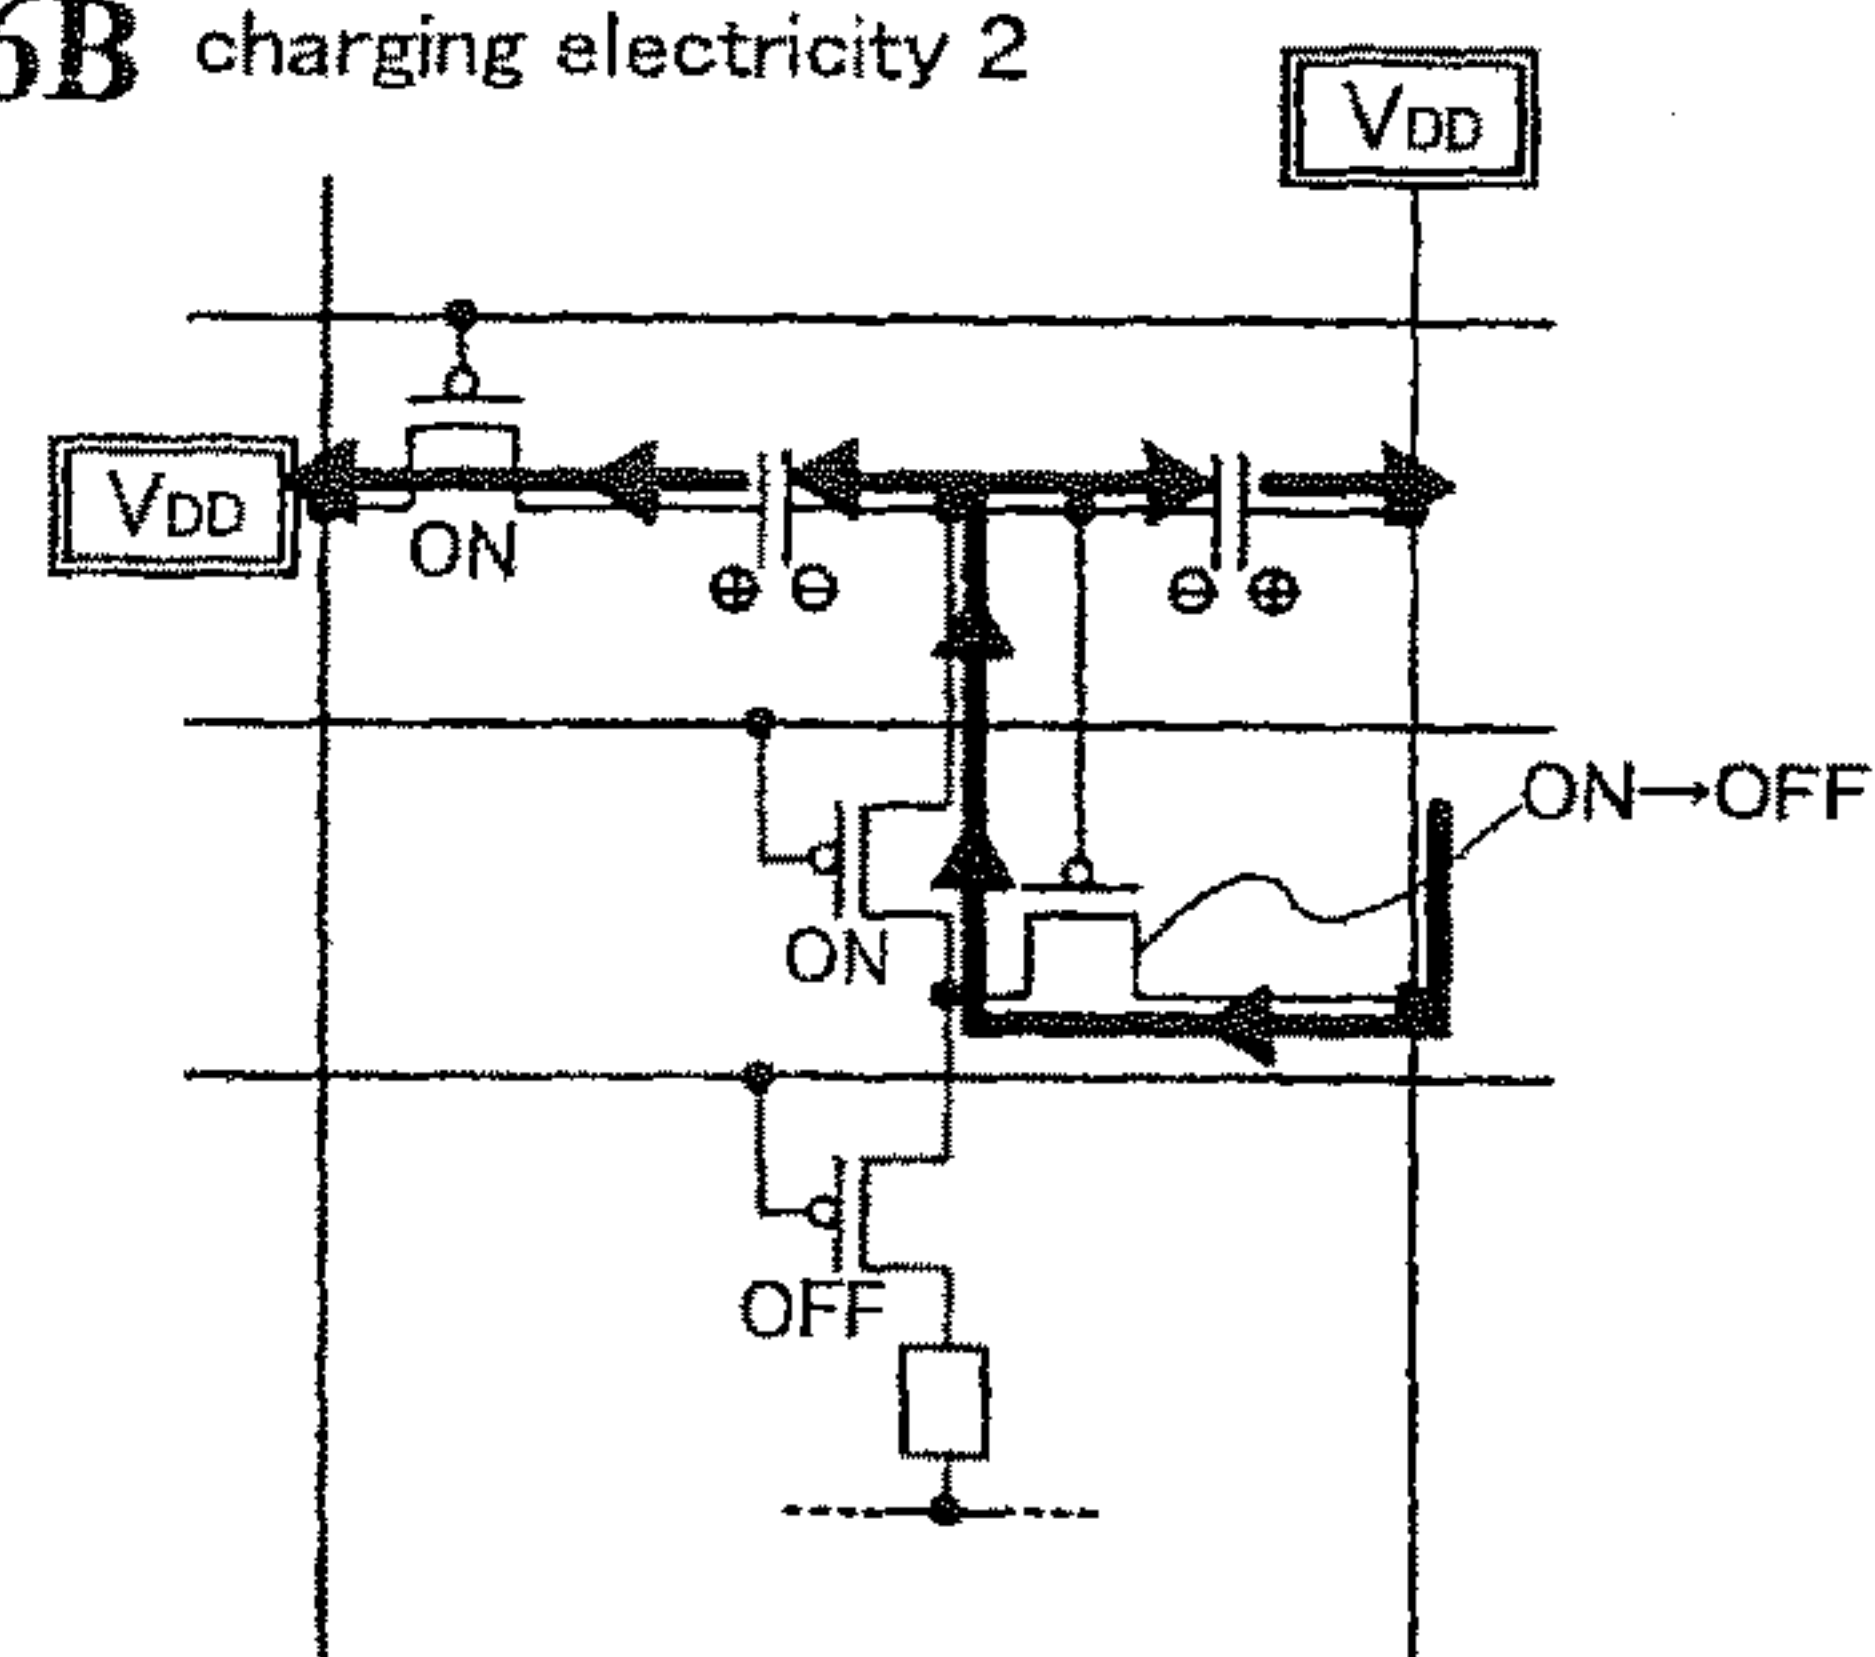 6B charging electricity 2
VDD
VDD
ON
⊕ ⊖
⊖ ⊕
ON→OFF
ON
OFF